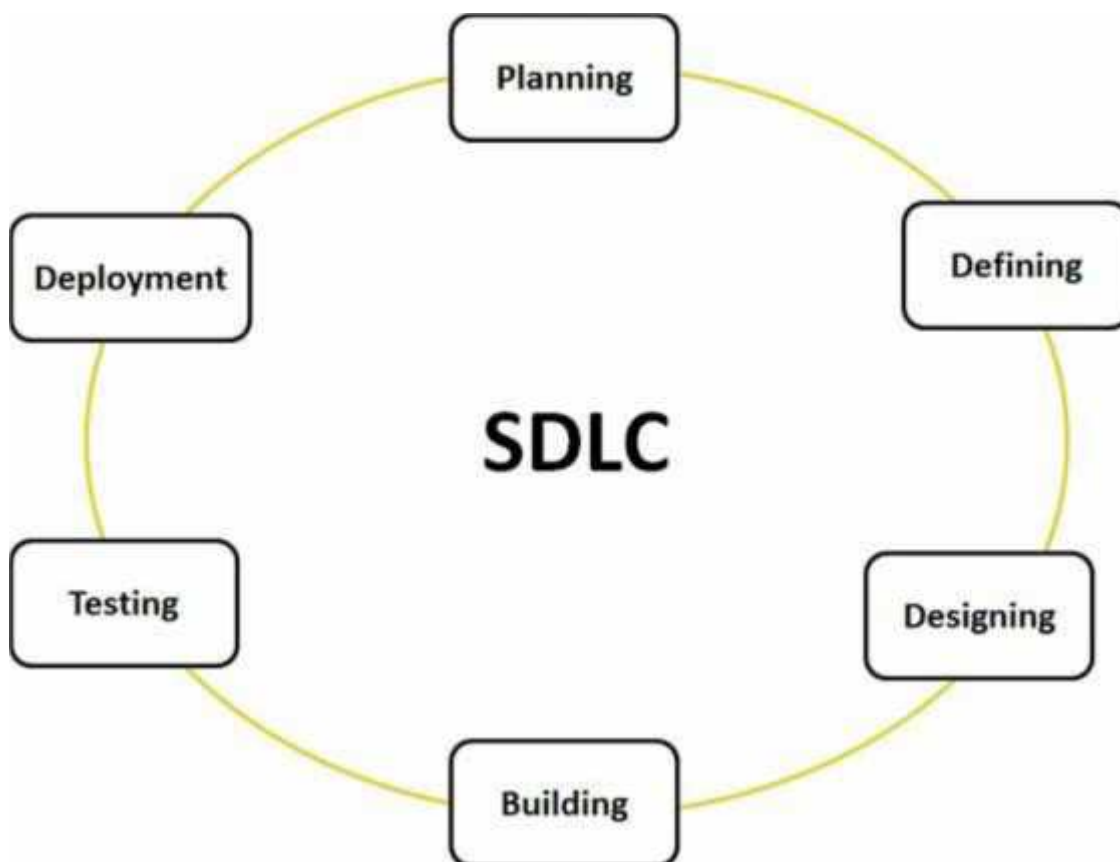 Planning
Defining
Designing
Building
Testing
Deployment
SDLC